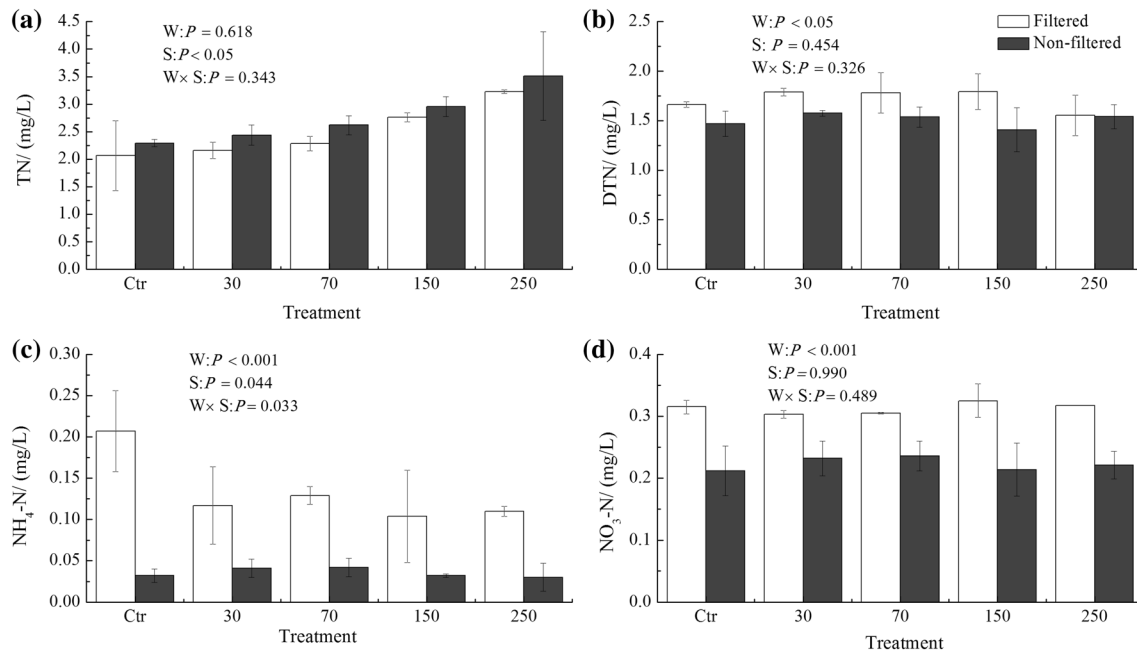 (a)
W:P = 0.618
S:P< 0.05
W× S:P = 0.343
TN/ (mg/L)
4.5
4.0
3.5
3.0
2.5
2.0
1.5
1.0
0.5
0.0
Ctr 30 70 150 250
Treatment
(b)
W:P < 0.05
S: P = 0.454
W× S:P = 0.326
Filtered
Non-filtered
DTN/ (mg/L)
2.5
2.0
1.5
1.0
0.5
0.0
Ctr 30 70 150 250
Treatment
(c)
W:P < 0.001
S:P = 0.044
W× S:P= 0.033
NH₄-N/ (mg/L)
0.30
0.25
0.20
0.15
0.10
0.05
0.00
Ctr 30 70 150 250
Treatment
(d)
W:P < 0.001
S:P = 0.990
W× S:P= 0.489
NO₃-N/ (mg/L)
0.4
0.3
0.2
0.1
0.0
Ctr 30 70 150 250
Treatment